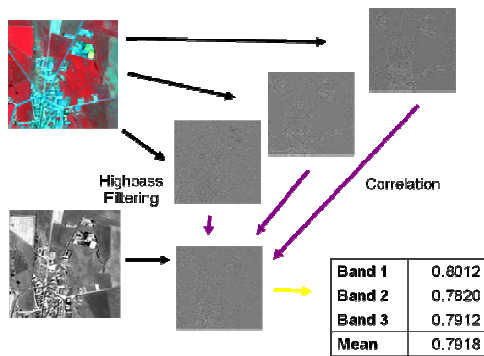 Highpass
Filtering
Correlation
Band 1 0.8012
Band 2 0.7820
Band 3 0.7912
Mean 0.7918